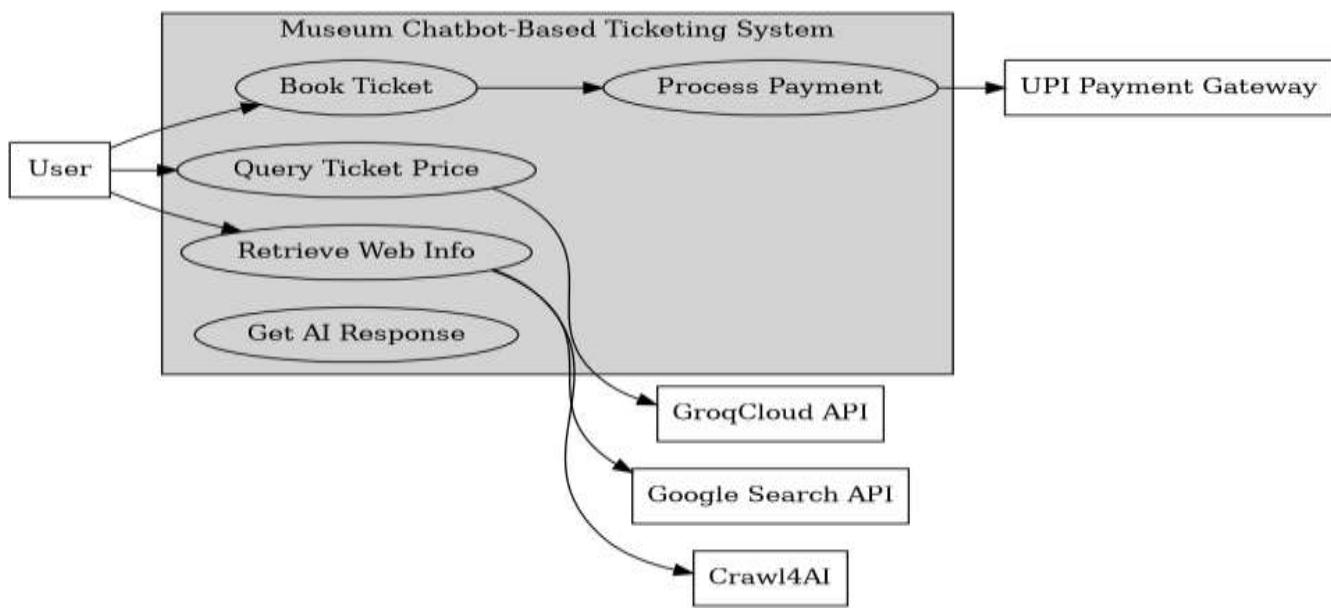 Museum Chatbot-Based Ticketing System
Book Ticket
Process Payment
UPI Payment Gateway
User
Query Ticket Price
Retrieve Web Info
Get AI Response
GroqCloud API
Google Search API
Crawl4AI